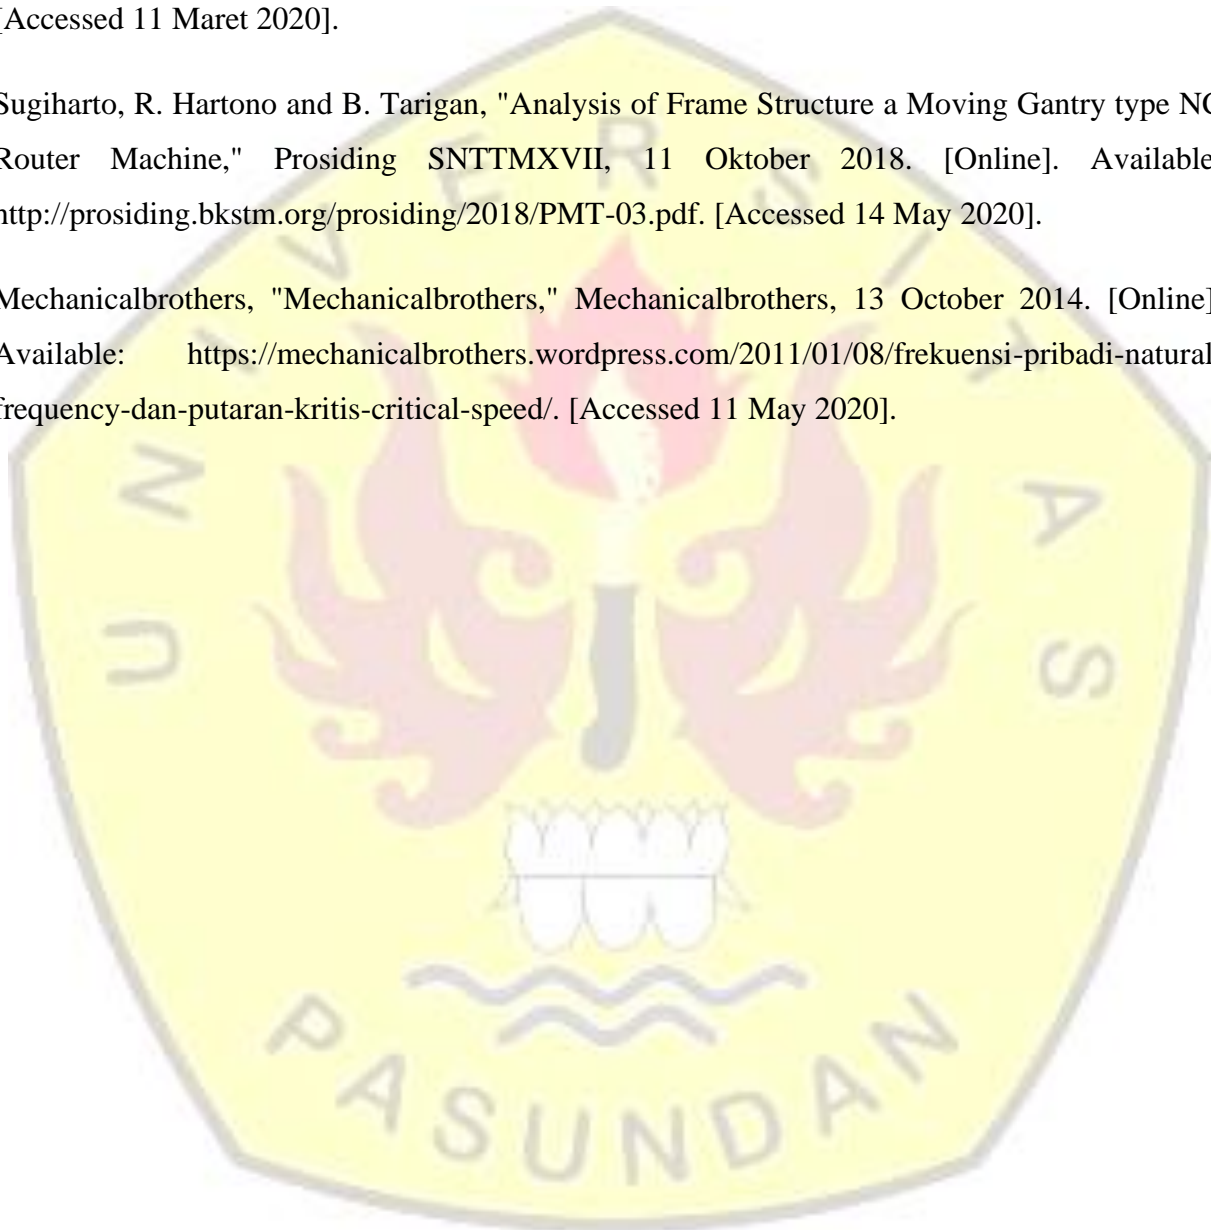 [Accessed 11 Maret 2020].
Sugiharto, R. Hartono and B. Tarigan, "Analysis of Frame Structure a Moving Gantry type NC
Router Machine," Prosiding SNTTMXVII, 11 Oktober 2018. [Online]. Available
http://prosiding.bkstm.org/prosiding/2018/PMT-03.pdf. [Accessed 14 May 2020].
Mechanicalbrothers, "Mechanicalbrothers," Mechanicalbrothers, 13 October 2014. [Online]
Available: https://mechanicalbrothers.wordpress.com/2011/01/08/frekuensi-pribadi-natural
frequency-dan-putaran-kritis-critical-speed/. [Accessed 11 May 2020].
UNIVERSITAS
PASUNDAN